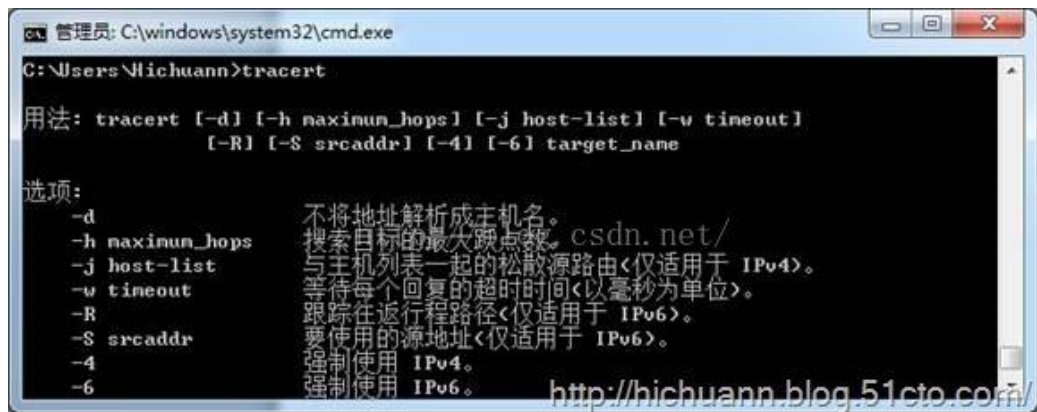 管理员: C:\windows\system32\cmd.exe
C:\Users\Hichuann>tracert
用法: tracert [-d] [-h maximum_hops] [-j host-list] [-w timeout]
[-R] [-S srcaddr] [-4] [-6] target_name
选项:
-d 不将地址解析成主机名。
-h maximum_hops 搜索目标的最大跃点数。
csdn.net/
-j host-list 与主机列表一起的松散源路由(仅适用于 IPv4)。
-w timeout 等待每个回复的超时时间(以毫秒为单位)。
-R 跟踪往返行程路径(仅适用于 IPv6)。
-S srcaddr 要使用的源地址(仅适用于 IPv6)。
-4 强制使用 IPv4。
-6 强制使用 IPv6。
http://hichuann.blog.51cto.com/